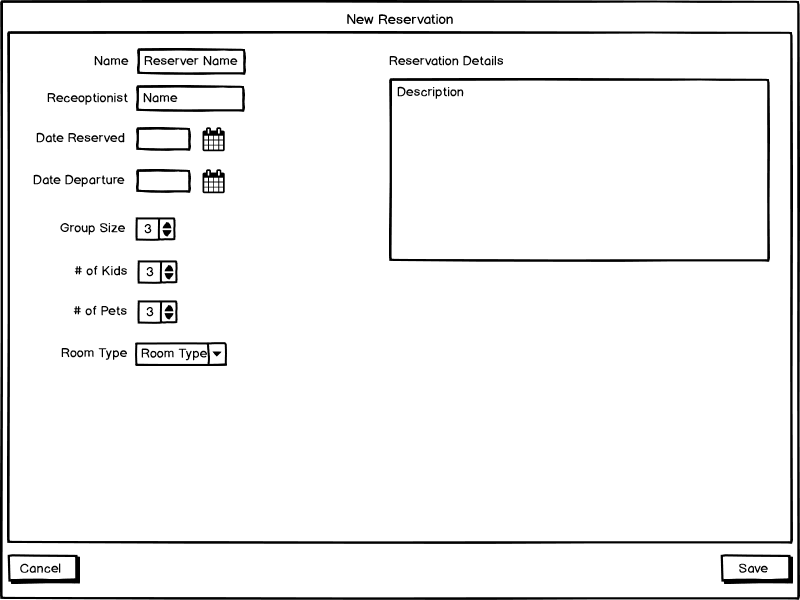 New Reservation
Name Reserver Name
Receoptionist Name
Date Reserved
Date Departure
Group Size 3
# of Kids 3
# of Pets 3
Room Type Room Type
Reservation Details
Description
Cancel
Save